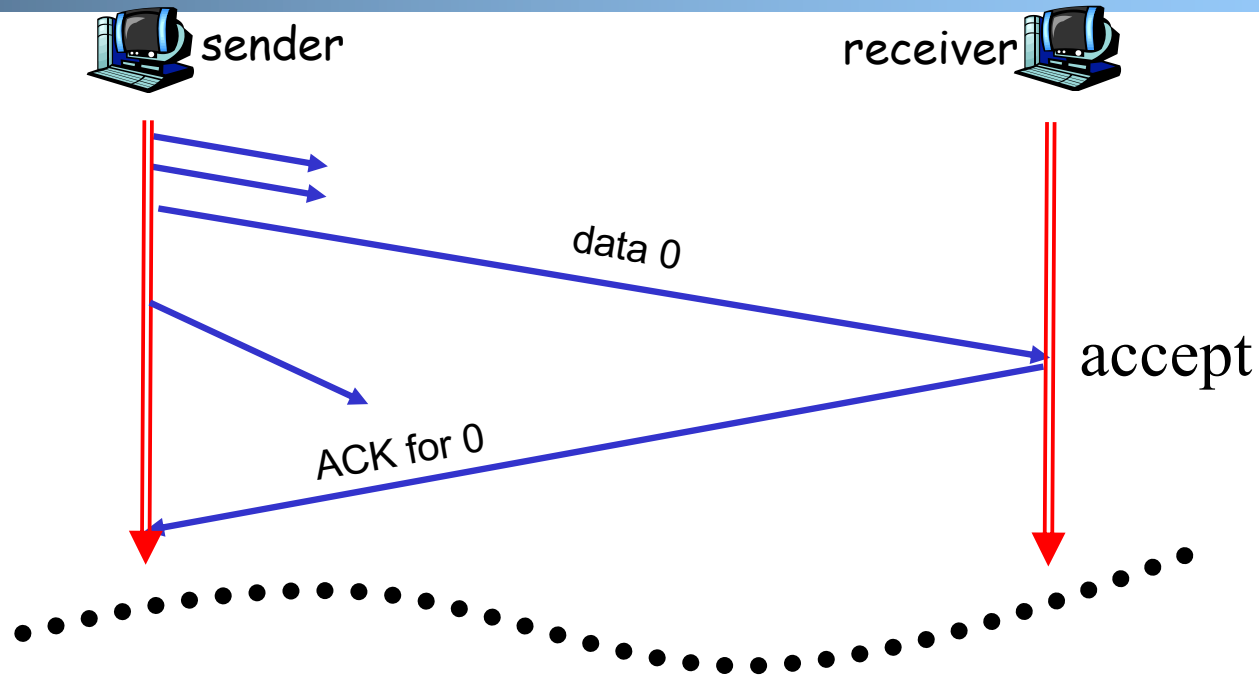 sender
receiver
data 0
accept
ACK for 0